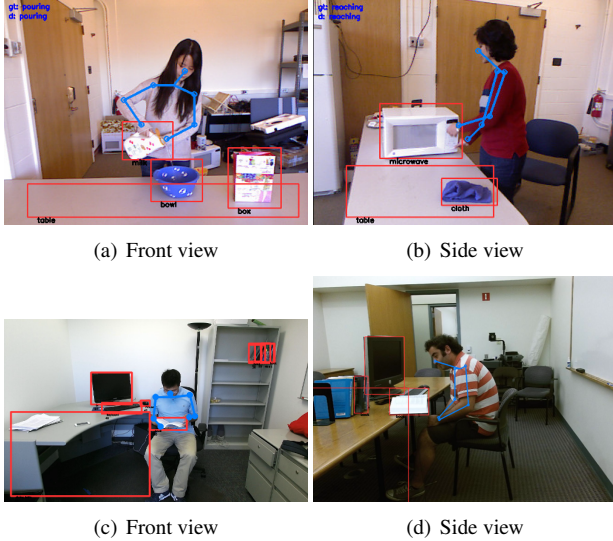 gt: pouring
d: pouring
bowl
box
table
(a) Front view
gt: reaching
d: reaching
microwave
cloth
table
(b) Side view
(c) Front view
(d) Side view